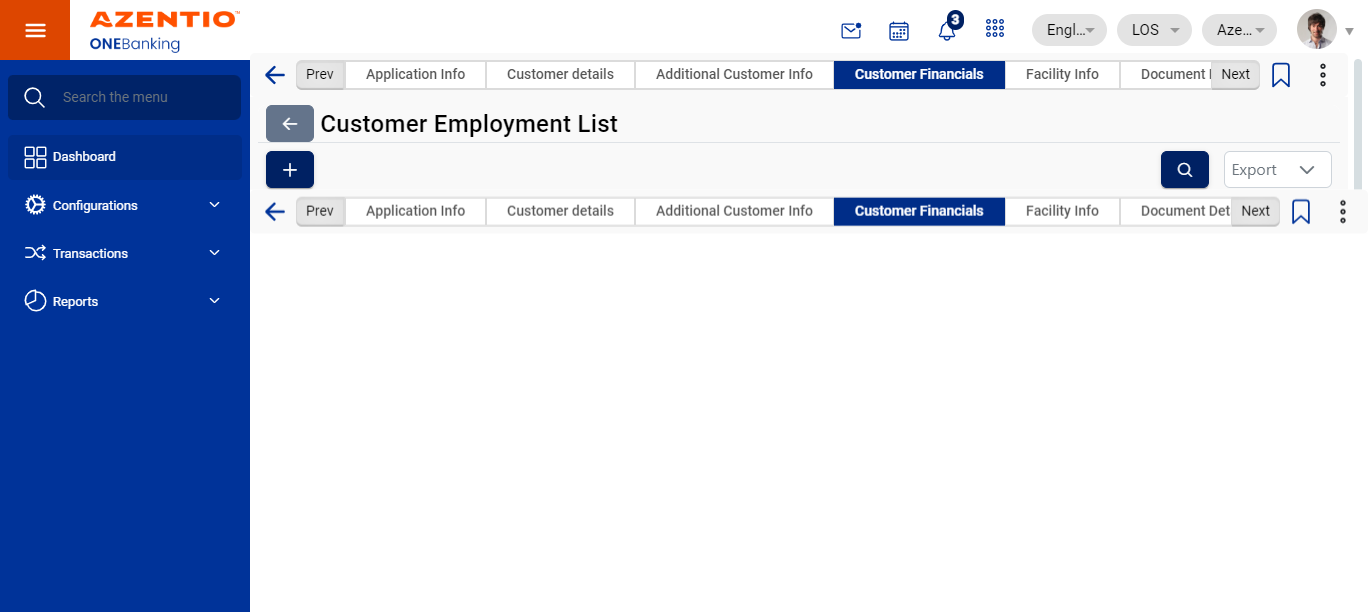 AZENTIO™
ONEBanking
3
Engl...
LOS
Aze...
Search the menu
Dashboard
Configurations
Transactions
Reports
Prev
Application Info
Customer details
Additional Customer Info
Customer Financials
Facility Info
Document
Next
Customer Employment List
Export
Prev
Application Info
Customer details
Additional Customer Info
Customer Financials
Facility Info
Document Det
Next